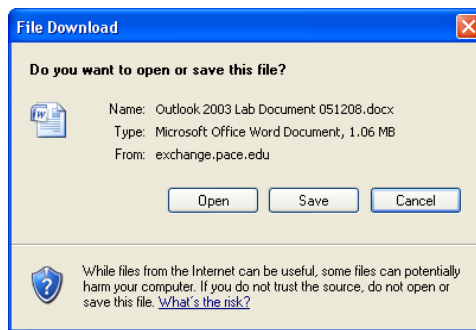 File Download
Do you want to open or save this file?
Name: Outlook 2003 Lab Document 051208.docx
Type: Microsoft Office Word Document, 1.06 MB
From: exchange.pace.edu
Open Save Cancel
While files from the Internet can be useful, some files can potentially
harm your computer. If you do not trust the source, do not open or
save this file. What's the risk?